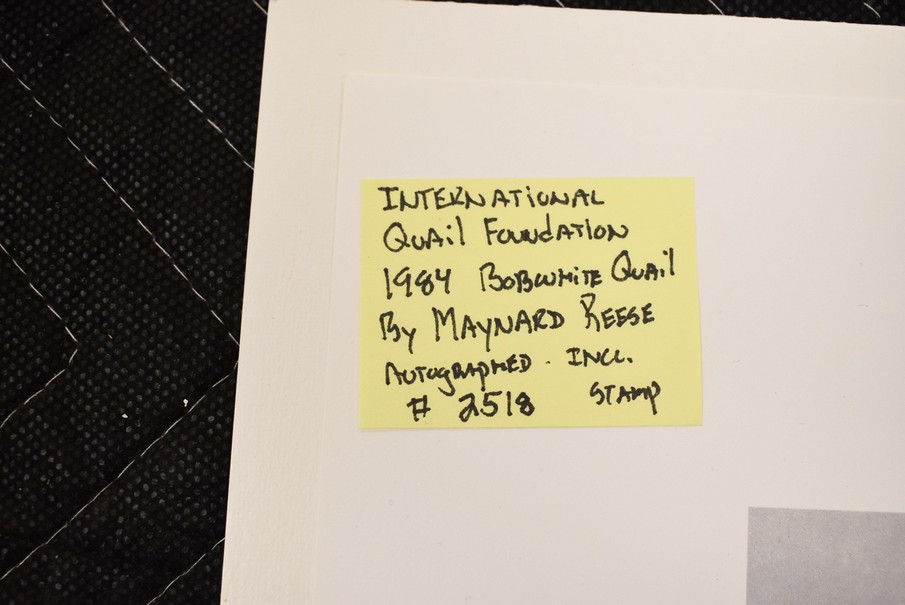 INTERNATIONAL
QUAil FOUNdATION
1984 BOBWHITE QUAil
By MAYNARD REESE
AUTOgRAPHED · INCL.
# 2518 STAMP